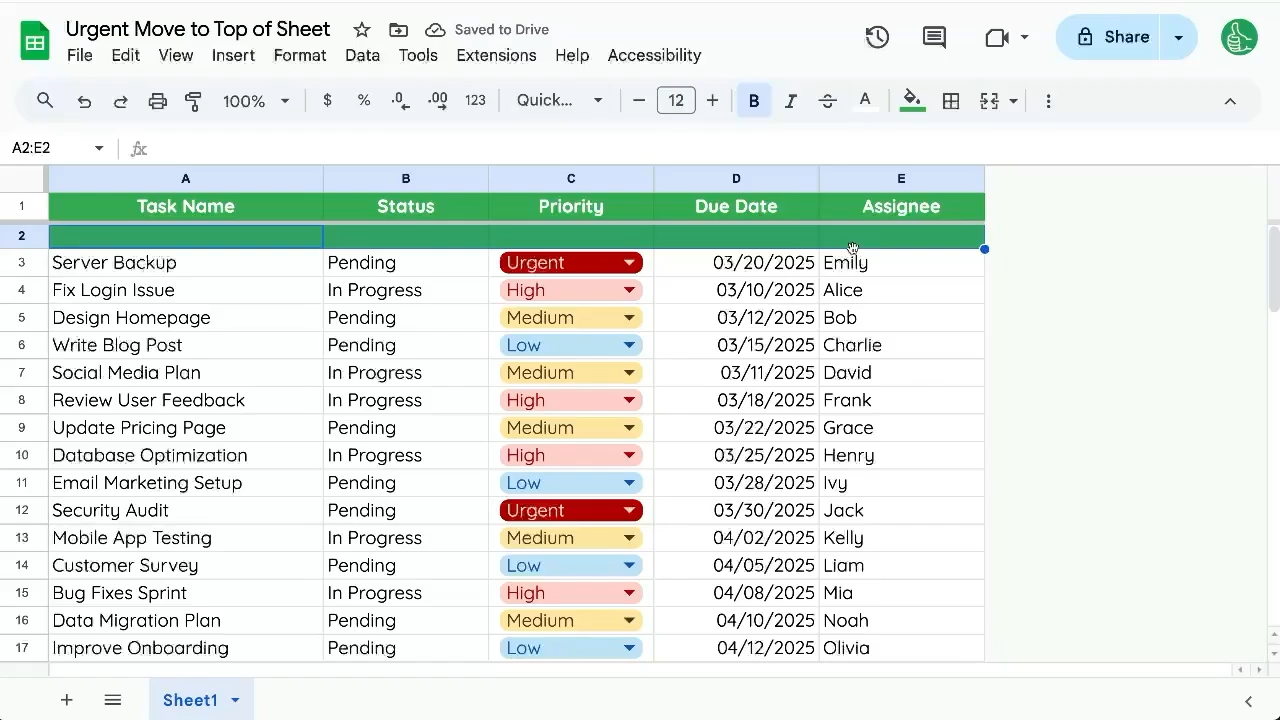 Urgent Move to Top of Sheet Saved to Drive
File Edit View Insert Format Data Tools Extensions Help Accessibility
Share
100% $ % .0 .00 123 Quick... − 12 + B I S A
A2:E2 fx
A B C D E
1 Task Name Status Priority Due Date Assignee
2
3 Server Backup Pending Urgent 03/20/2025 Emily
4 Fix Login Issue In Progress High 03/10/2025 Alice
5 Design Homepage Pending Medium 03/12/2025 Bob
6 Write Blog Post Pending Low 03/15/2025 Charlie
7 Social Media Plan In Progress Medium 03/11/2025 David
8 Review User Feedback In Progress High 03/18/2025 Frank
9 Update Pricing Page Pending Medium 03/22/2025 Grace
10 Database Optimization In Progress High 03/25/2025 Henry
11 Email Marketing Setup Pending Low 03/28/2025 Ivy
12 Security Audit Pending Urgent 03/30/2025 Jack
13 Mobile App Testing In Progress Medium 04/02/2025 Kelly
14 Customer Survey Pending Low 04/05/2025 Liam
15 Bug Fixes Sprint In Progress High 04/08/2025 Mia
16 Data Migration Plan Pending Medium 04/10/2025 Noah
17 Improve Onboarding Pending Low 04/12/2025 Olivia
Sheet1